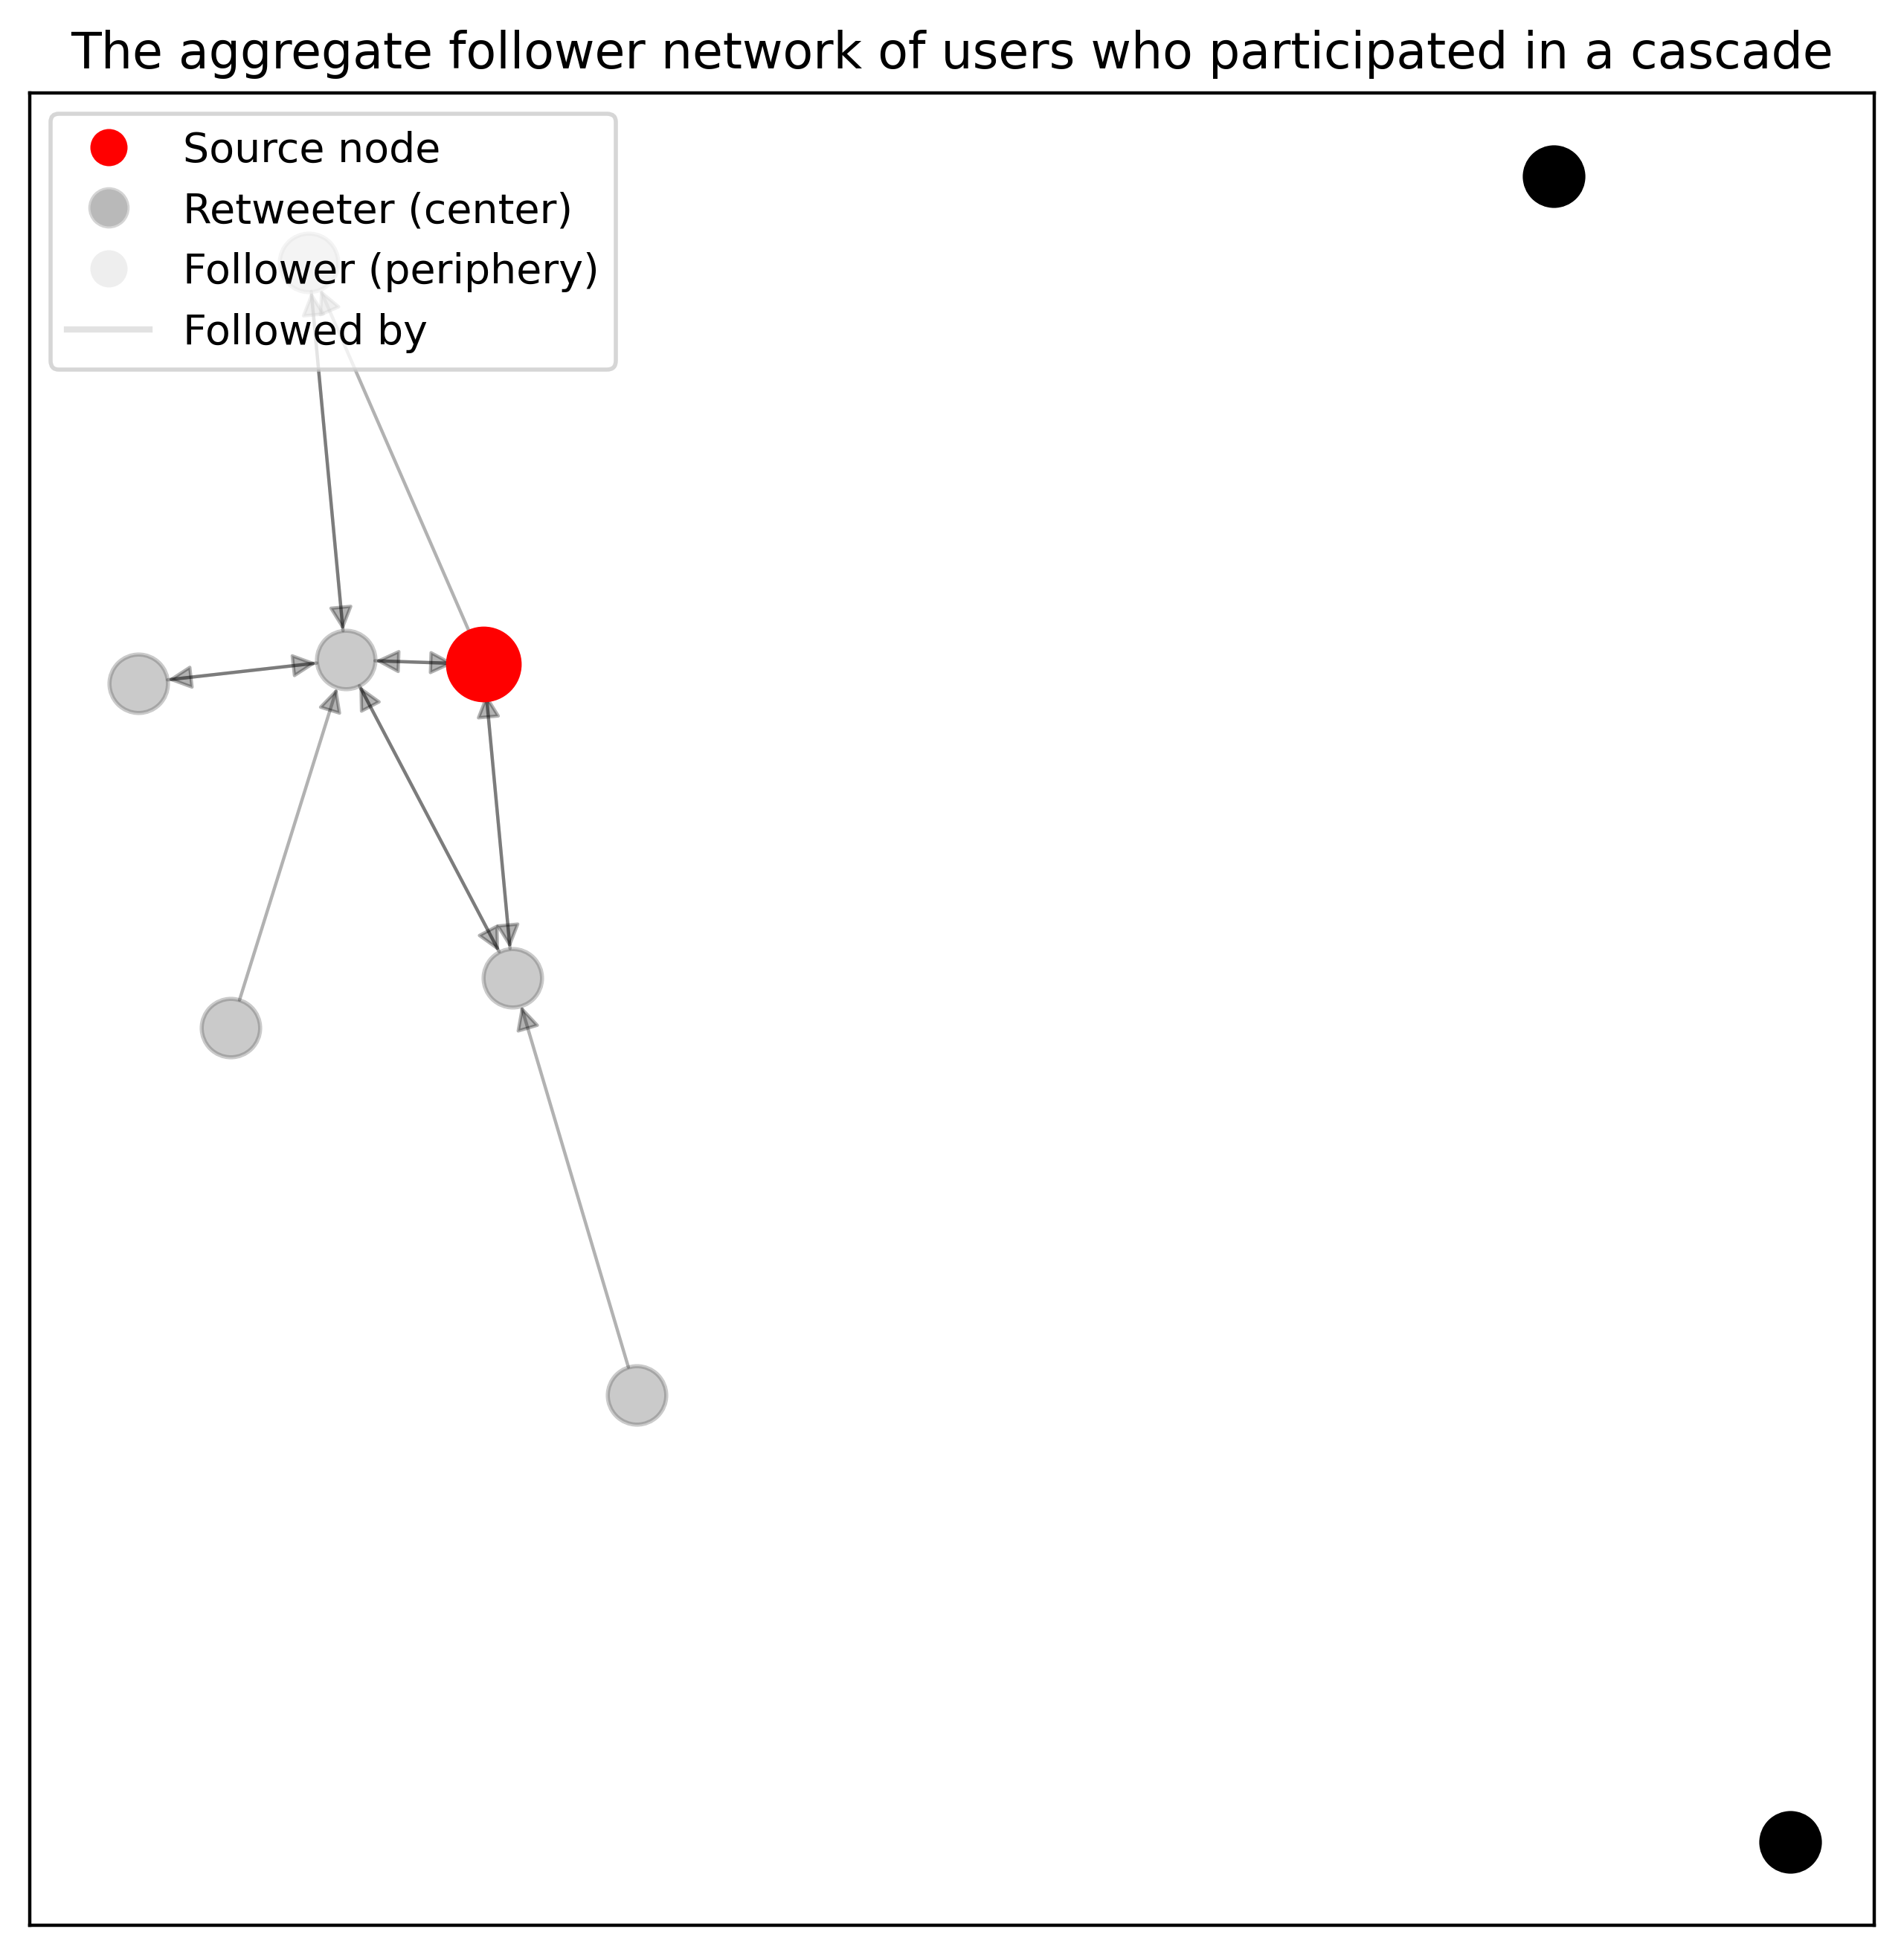 The aggregate follower network of users who participated in a cascade
Source node
Retweeter (center)
Follower (periphery)
Followed by